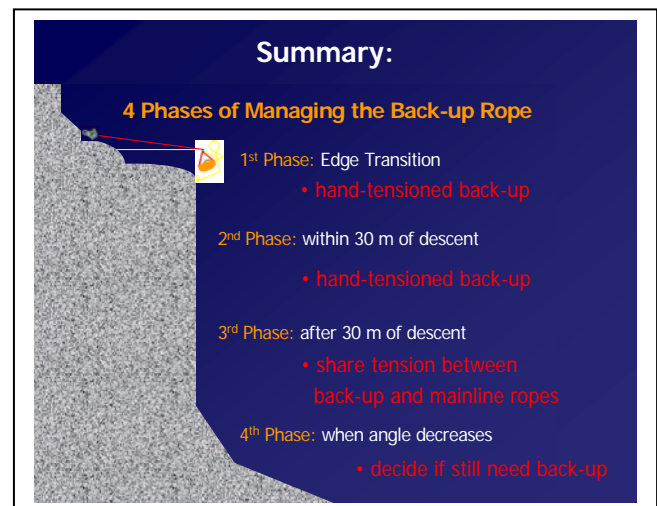 Summary:
4 Phases of Managing the Back-up Rope
1st Phase: Edge Transition
• hand-tensioned back-up
2nd Phase: within 30 m of descent
• hand-tensioned back-up
3rd Phase: after 30 m of descent
• share tension between
back-up and mainline ropes
4th Phase: when angle decreases
• decide if still need back-up